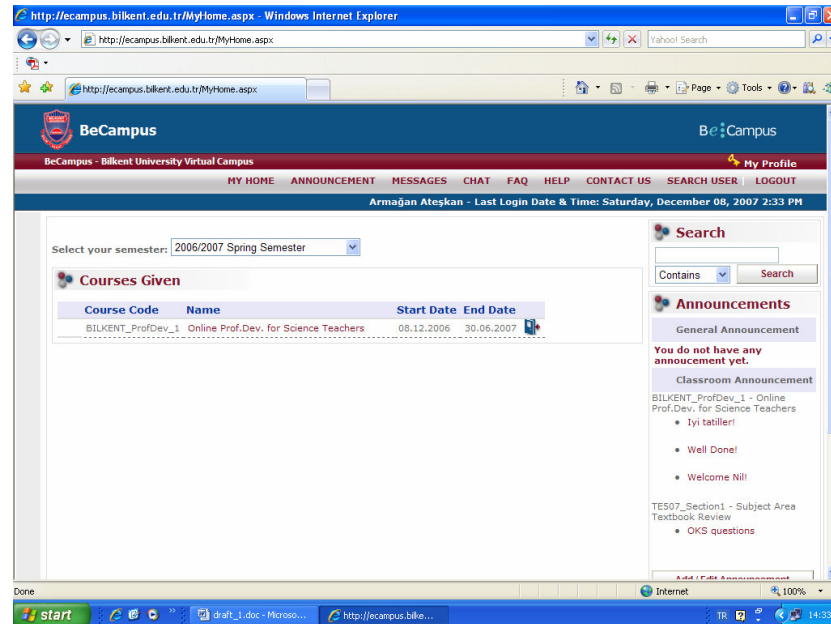 http://ecampus.bilkent.edu.tr/MyHome.aspx - Windows Internet Explorer
http://ecampus.bilkent.edu.tr/MyHome.aspx
Yahoo! Search
http://ecampus.bilkent.edu.tr/MyHome.aspx
Page
Tools
BeCampus
Be Campus
BeCampus - Bilkent University Virtual Campus
My Profile
MY HOME ANNOUNCEMENT MESSAGES CHAT FAQ HELP CONTACT US SEARCH USER LOGOUT
Armağan Ateşkan - Last Login Date & Time: Saturday, December 08, 2007 2:33 PM
Select your semester: 2006/2007 Spring Semester
Courses Given
Course Code Name Start Date End Date
BILKENT_ProfDev_1 Online Prof.Dev. for Science Teachers 08.12.2006 30.06.2007
Search
Contains Search
Announcements
General Announcement
You do not have any
annoucement yet.
Classroom Announcement
BILKENT_ProfDev_1 - Online
Prof.Dev. for Science Teachers
Iyi tatiller!
Well Done!
Welcome Nil!
TE507_Section1 - Subject Area
Textbook Review
OKS questions
Add / Edit Announcement
Done
Internet
100%
start
draft_1.doc - Microso...
http://ecampus.bilke...
TR
14:33